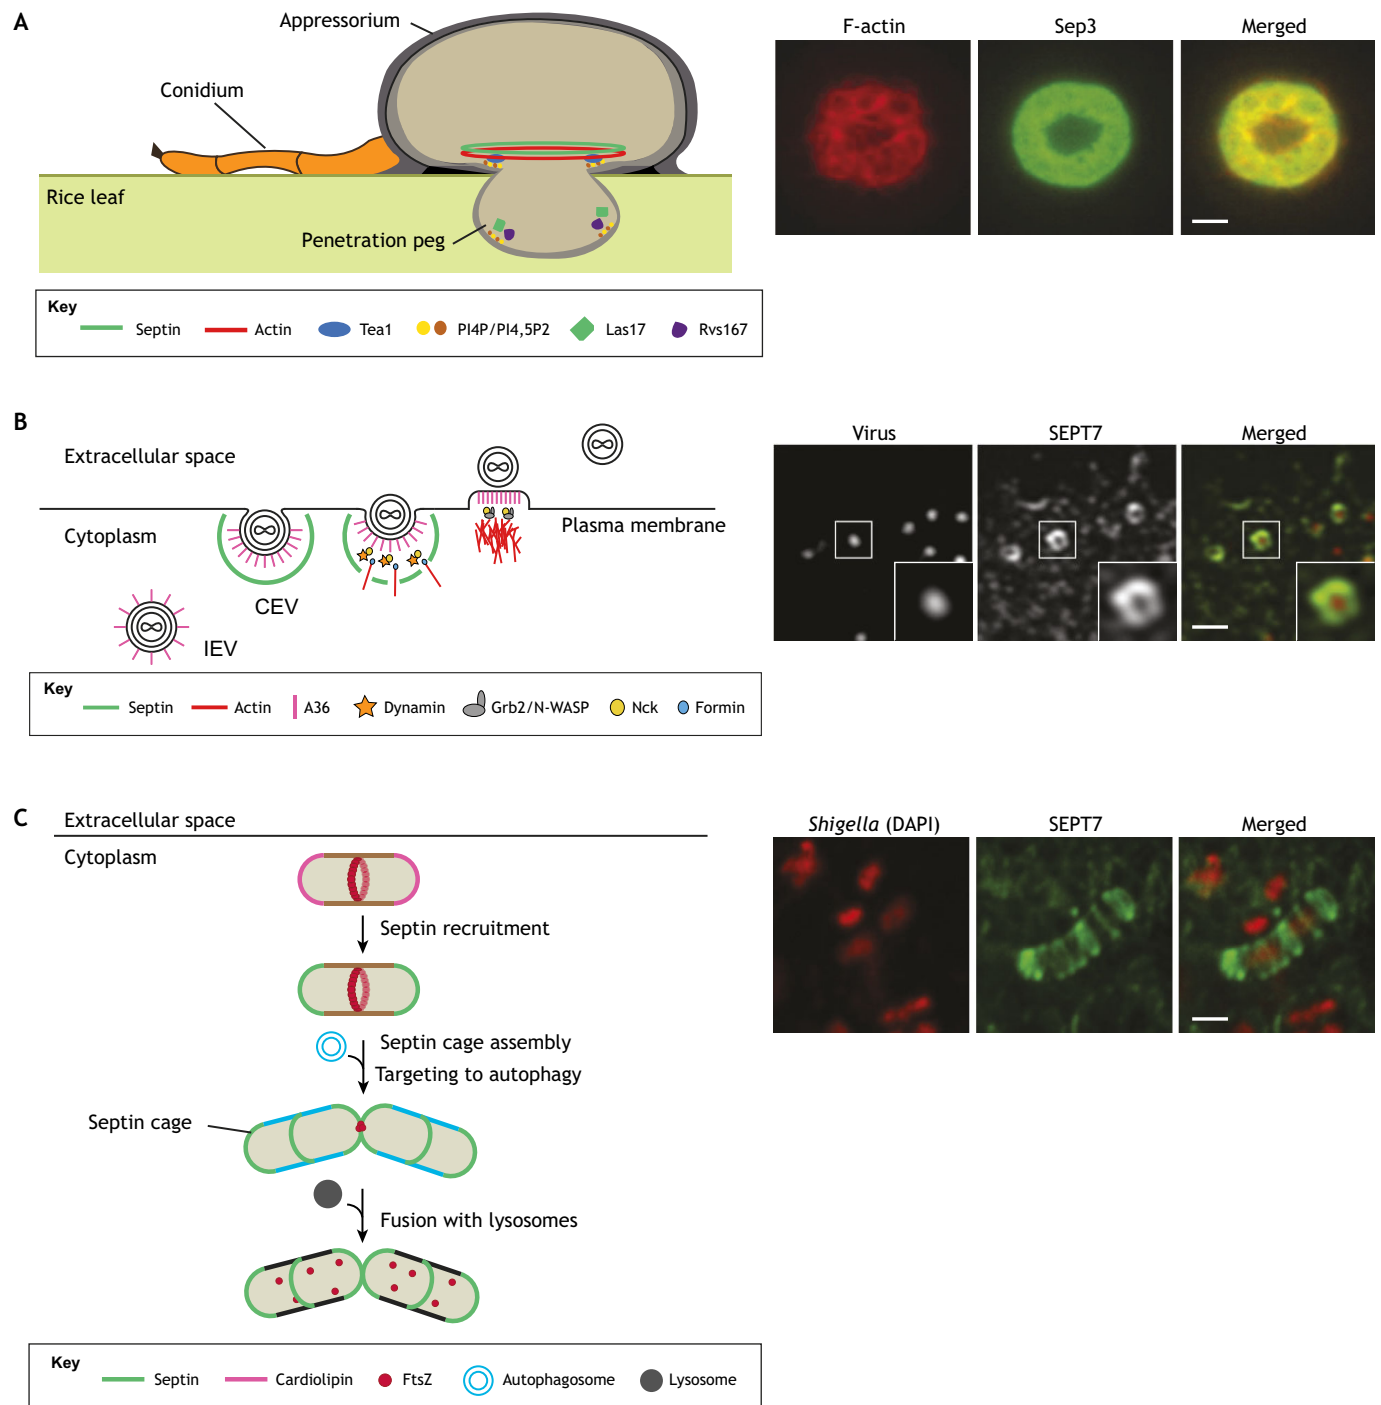 A
Appressorium
Conidium
Rice leaf
Penetration peg
F-actin Sep3 Merged
Key
Septin Actin Tea1 PI4P/PI4,5P2 Las17 Rvs167
B
Extracellular space
Cytoplasm
Plasma membrane
CEV
IEV
Virus SEPT7 Merged
Key
Septin Actin A36 Dynamin Grb2/N-WASP Nck Formin
C
Extracellular space
Cytoplasm
Septin recruitment
Septin cage assembly
Targeting to autophagy
Septin cage
Fusion with lysosomes
Shigella (DAPI) SEPT7 Merged
Key
Septin Cardiolipin FtsZ Autophagosome Lysosome